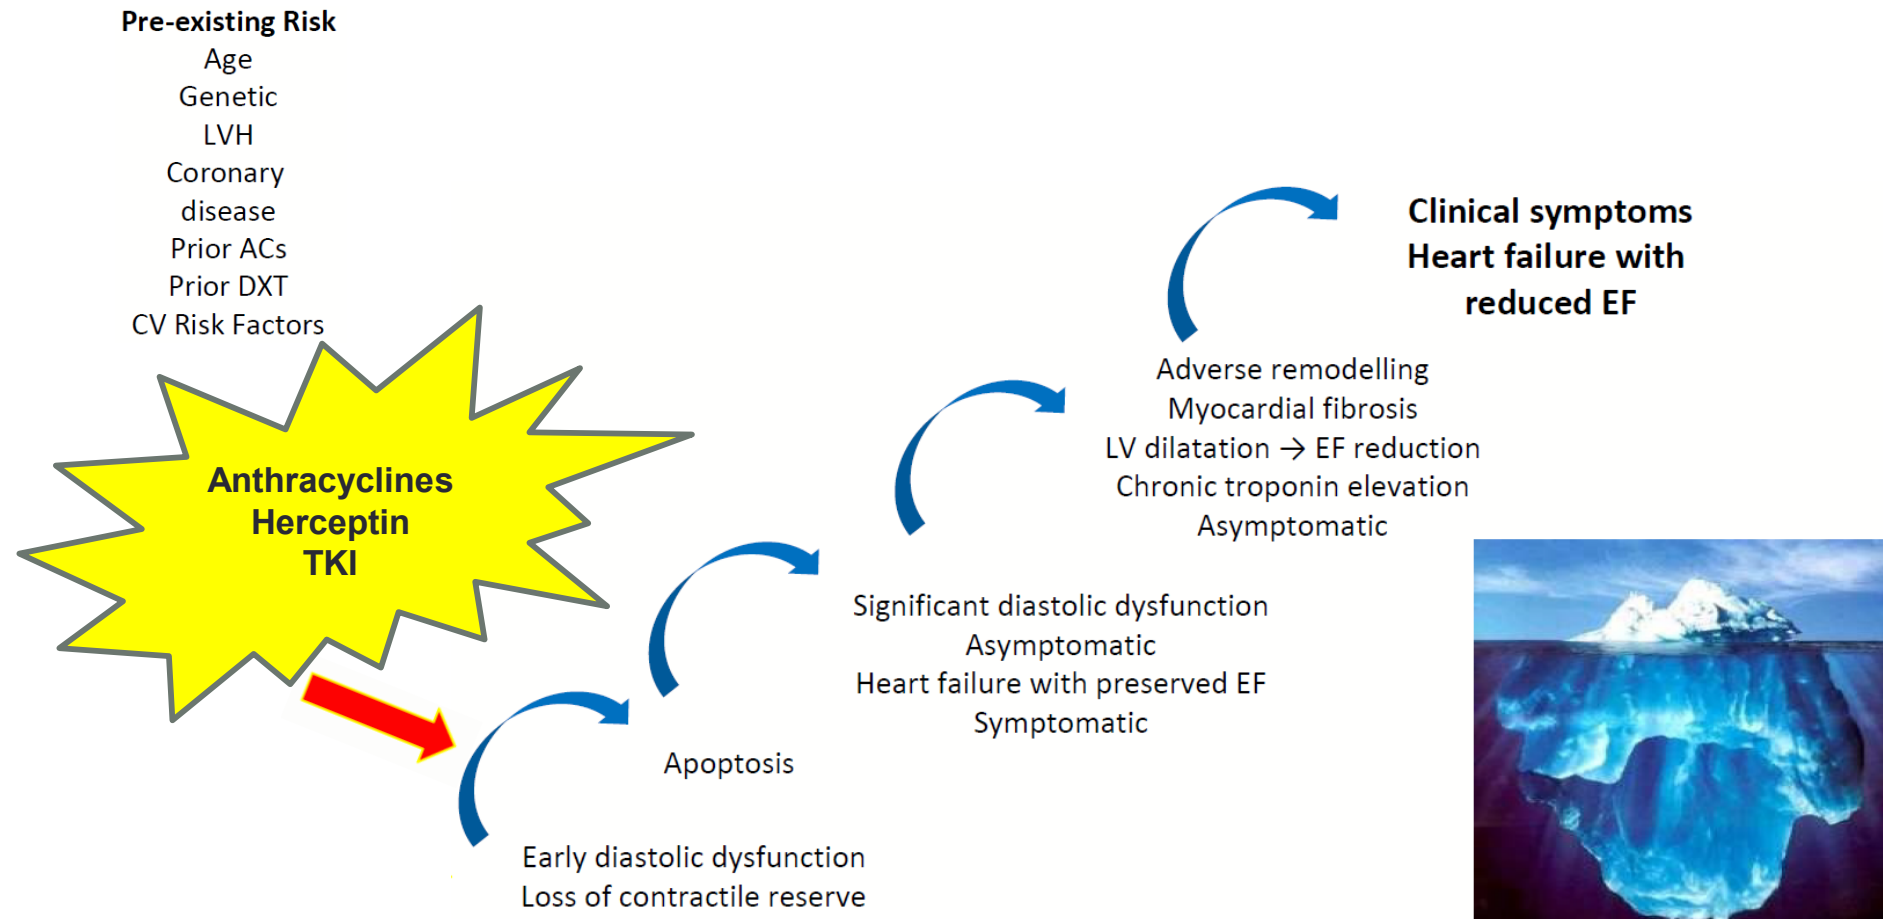 Pre-existing Risk
Age
Genetic
LVH
Coronary
disease
Prior ACs
Prior DXT
CV Risk Factors
Anthracyclines
Herceptin
TKI
Early diastolic dysfunction
Loss of contractile reserve
Apoptosis
Significant diastolic dysfunction
Asymptomatic
Heart failure with preserved EF
Symptomatic
Adverse remodelling
Myocardial fibrosis
LV dilatation → EF reduction
Chronic troponin elevation
Asymptomatic
Clinical symptoms
Heart failure with
reduced EF